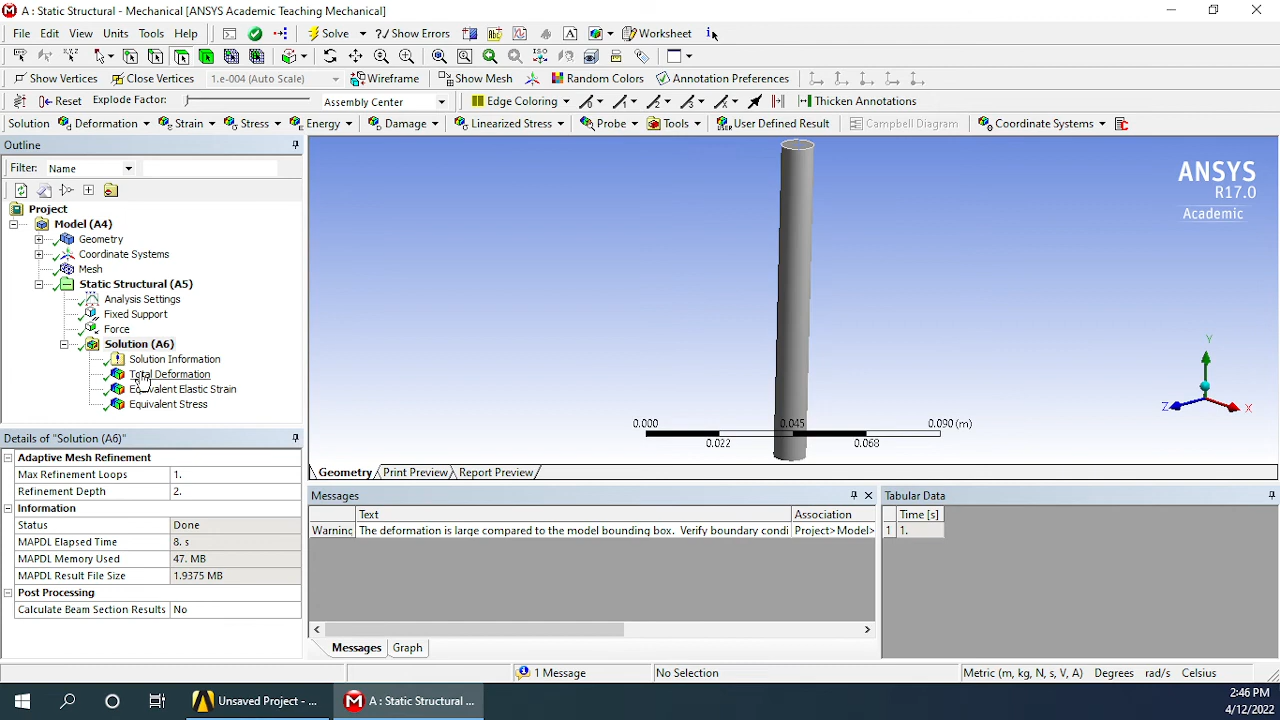 A : Static Structural - Mechanical [ANSYS Academic Teaching Mechanical]
File Edit View Units Tools Help Solve Show Errors Worksheet
Show Vertices Close Vertices 1.e-004 (Auto Scale) Wireframe Show Mesh Random Colors Annotation Preferences
Reset Explode Factor: Assembly Center Edge Coloring Thicken Annotations
Solution Deformation Strain Stress Energy Damage Linearized Stress Probe Tools User Defined Result Campbell Diagram Coordinate Systems
Outline
Filter: Name
Project
Model (A4)
Geometry
Coordinate Systems
Mesh
Static Structural (A5)
Analysis Settings
Fixed Support
Force
Solution (A6)
Solution Information
Total Deformation
Equivalent Elastic Strain
Equivalent Stress
Details of "Solution (A6)"
Adaptive Mesh Refinement
Max Refinement Loops 1.
Refinement Depth 2.
Information
Status Done
MAPDL Elapsed Time 8. s
MAPDL Memory Used 47. MB
MAPDL Result File Size 1.9375 MB
Post Processing
Calculate Beam Section Results No
ANSYS
R17.0
Academic
Y
Z X
0.000 0.045 0.090 (m)
0.022 0.068
Geometry Print Preview Report Preview
Messages
Text Association
Warning The deformation is large compared to the model bounding box. Verify boundary condi Project>Model>
Messages Graph
Tabular Data
Time [s]
1 1.
1 Message No Selection Metric (m, kg, N, s, V, A) Degrees rad/s Celsius
Unsaved Project - ... A : Static Structural ...
2:46 PM
4/12/2022